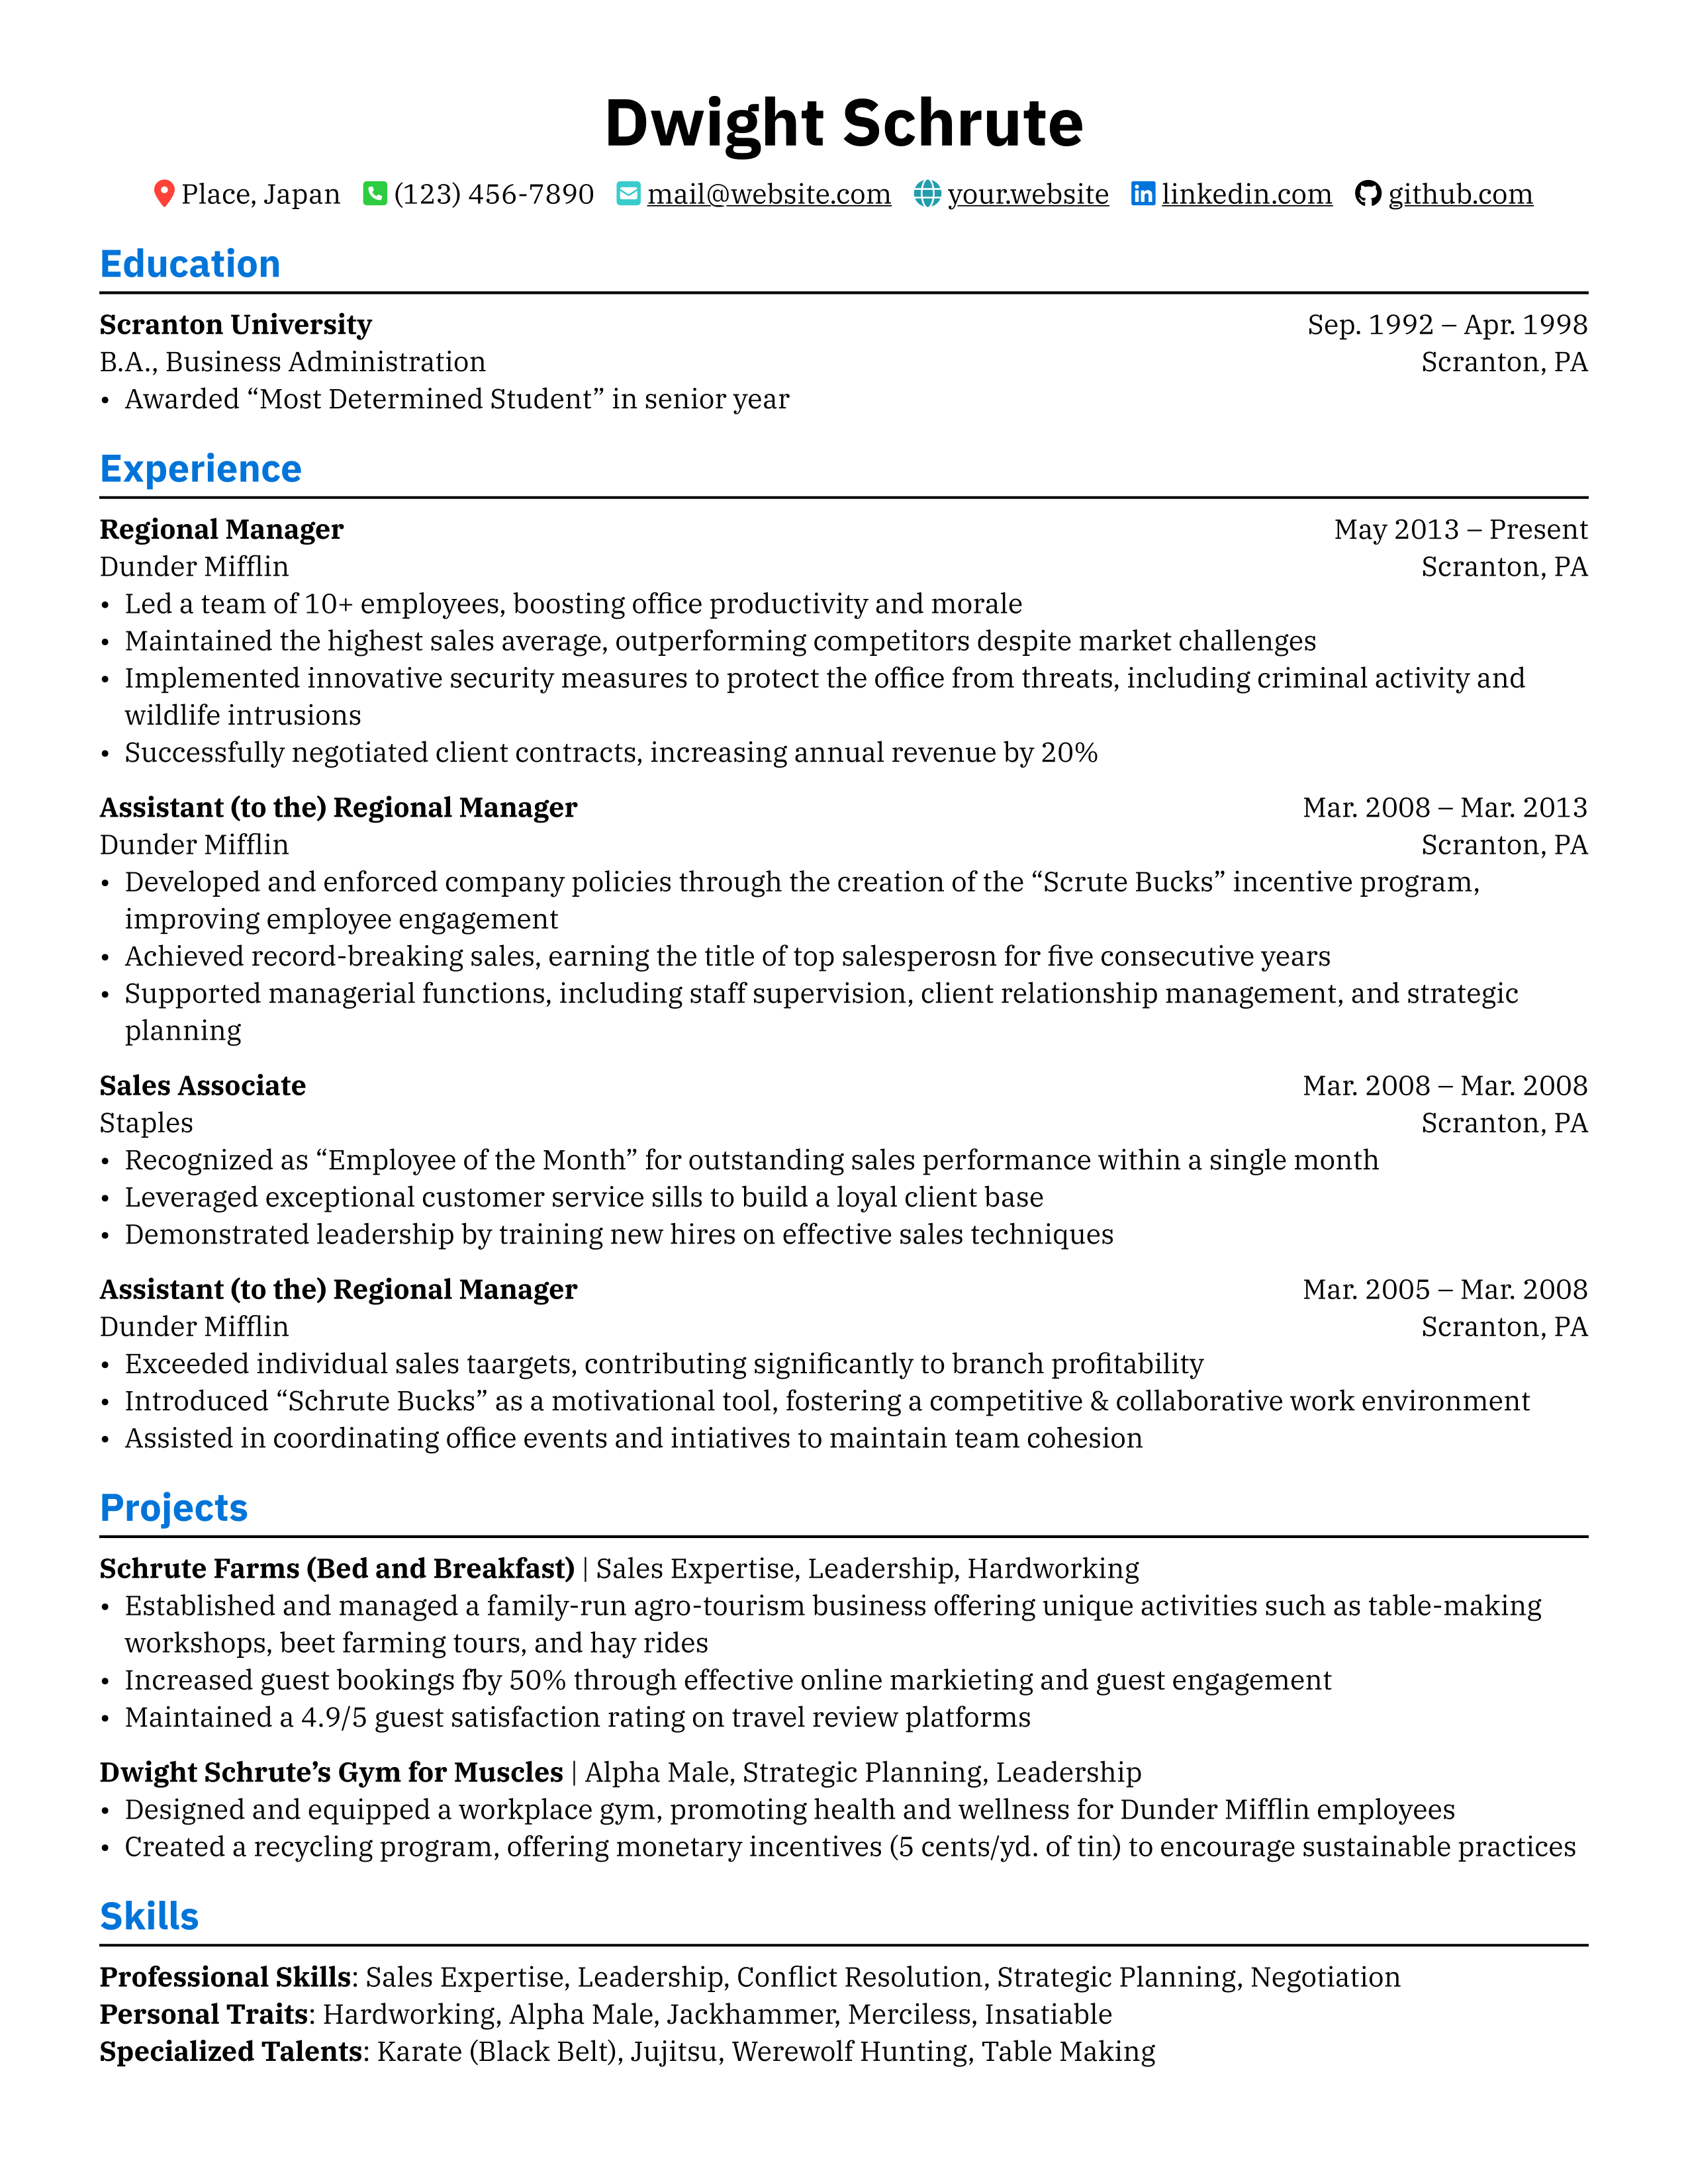 Dwight Schrute
Place, Japan (123) 456-7890 mail@website.com your.website linkedin.com github.com
Education
Scranton University Sep. 1992 – Apr. 1998
B.A., Business Administration Scranton, PA
• Awarded “Most Determined Student” in senior year
Experience
Regional Manager May 2013 – Present
Dunder Mifflin Scranton, PA
• Led a team of 10+ employees, boosting office productivity and morale
• Maintained the highest sales average, outperforming competitors despite market challenges
• Implemented innovative security measures to protect the office from threats, including criminal activity and
wildlife intrusions
• Successfully negotiated client contracts, increasing annual revenue by 20%
Assistant (to the) Regional Manager Mar. 2008 – Mar. 2013
Dunder Mifflin Scranton, PA
• Developed and enforced company policies through the creation of the “Scrute Bucks” incentive program,
improving employee engagement
• Achieved record-breaking sales, earning the title of top salesperosn for five consecutive years
• Supported managerial functions, including staff supervision, client relationship management, and strategic
planning
Sales Associate Mar. 2008 – Mar. 2008
Staples Scranton, PA
• Recognized as “Employee of the Month” for outstanding sales performance within a single month
• Leveraged exceptional customer service sills to build a loyal client base
• Demonstrated leadership by training new hires on effective sales techniques
Assistant (to the) Regional Manager Mar. 2005 – Mar. 2008
Dunder Mifflin Scranton, PA
• Exceeded individual sales taargets, contributing significantly to branch profitability
• Introduced “Schrute Bucks” as a motivational tool, fostering a competitive & collaborative work environment
• Assisted in coordinating office events and intiatives to maintain team cohesion
Projects
Schrute Farms (Bed and Breakfast) | Sales Expertise, Leadership, Hardworking
• Established and managed a family-run agro-tourism business offering unique activities such as table-making
workshops, beet farming tours, and hay rides
• Increased guest bookings fby 50% through effective online markieting and guest engagement
• Maintained a 4.9/5 guest satisfaction rating on travel review platforms
Dwight Schrute’s Gym for Muscles | Alpha Male, Strategic Planning, Leadership
• Designed and equipped a workplace gym, promoting health and wellness for Dunder Mifflin employees
• Created a recycling program, offering monetary incentives (5 cents/yd. of tin) to encourage sustainable practices
Skills
Professional Skills: Sales Expertise, Leadership, Conflict Resolution, Strategic Planning, Negotiation
Personal Traits: Hardworking, Alpha Male, Jackhammer, Merciless, Insatiable
Specialized Talents: Karate (Black Belt), Jujitsu, Werewolf Hunting, Table Making